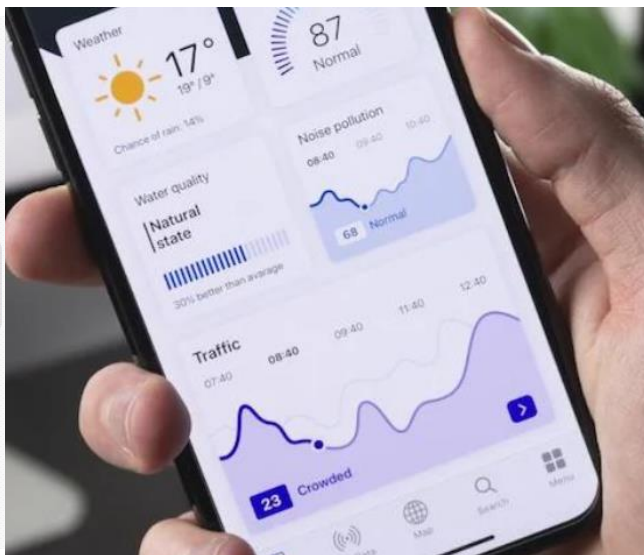 Weather
17°
19°/9°
Chance of rain: 14%
87
Normal
Water quality
Natural
state
30% better than avarage
Noise pollution
08:40 09:40 10:40
68 Normal
Traffic
07:40 08:40 09:40 11:40 12:40
23 Crowded
Map
Search
Menu